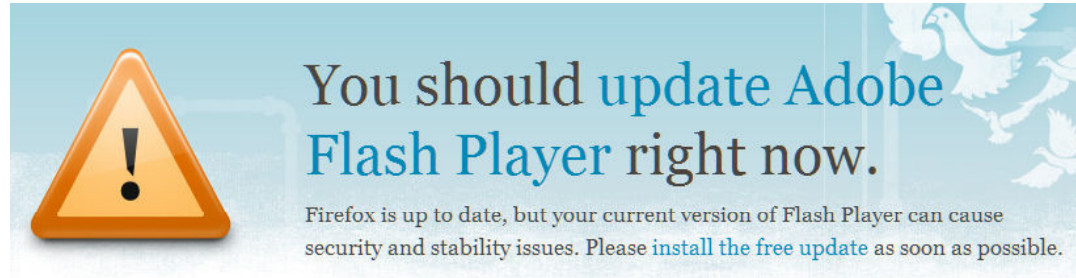 You should update Adobe
Flash Player right now.
Firefox is up to date, but your current version of Flash Player can cause
security and stability issues. Please install the free update as soon as possible.